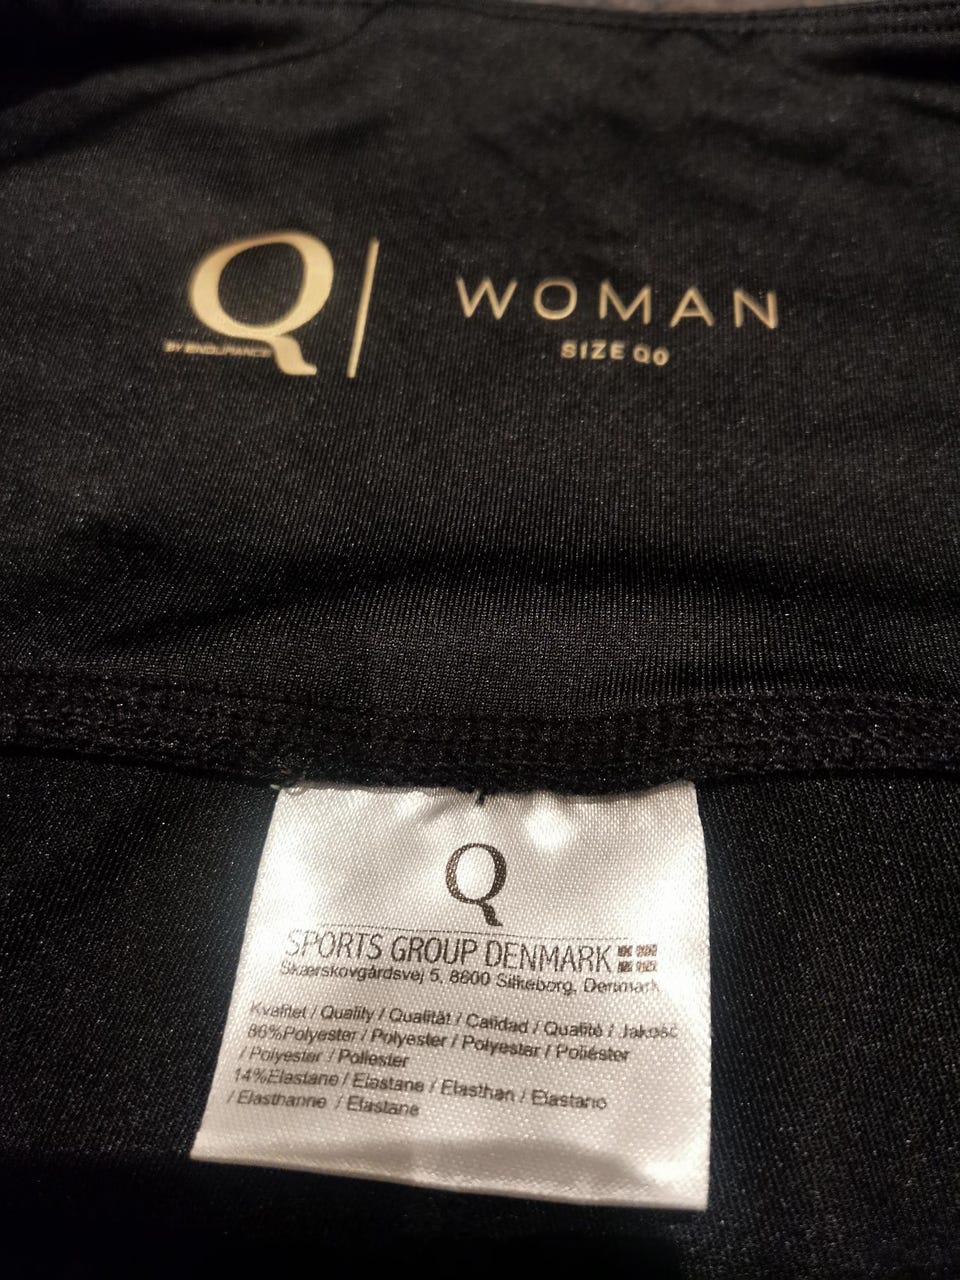 Q
BY ENDURANCE
WOMAN
SIZE Q0
Q
SPORTS GROUP DENMARK
Skærskovgårdsvej 5, 8600 Silkeborg, Denmark
Kvalitet / Quality / Qualität / Calidad / Qualité / Jakość
86%Polyester / Polyester / Polyester / Poliéster
/ Polyester / Poliester
14%Elastane / Elastane / Elasthan / Elastano
/ Elasthanne / Elastane